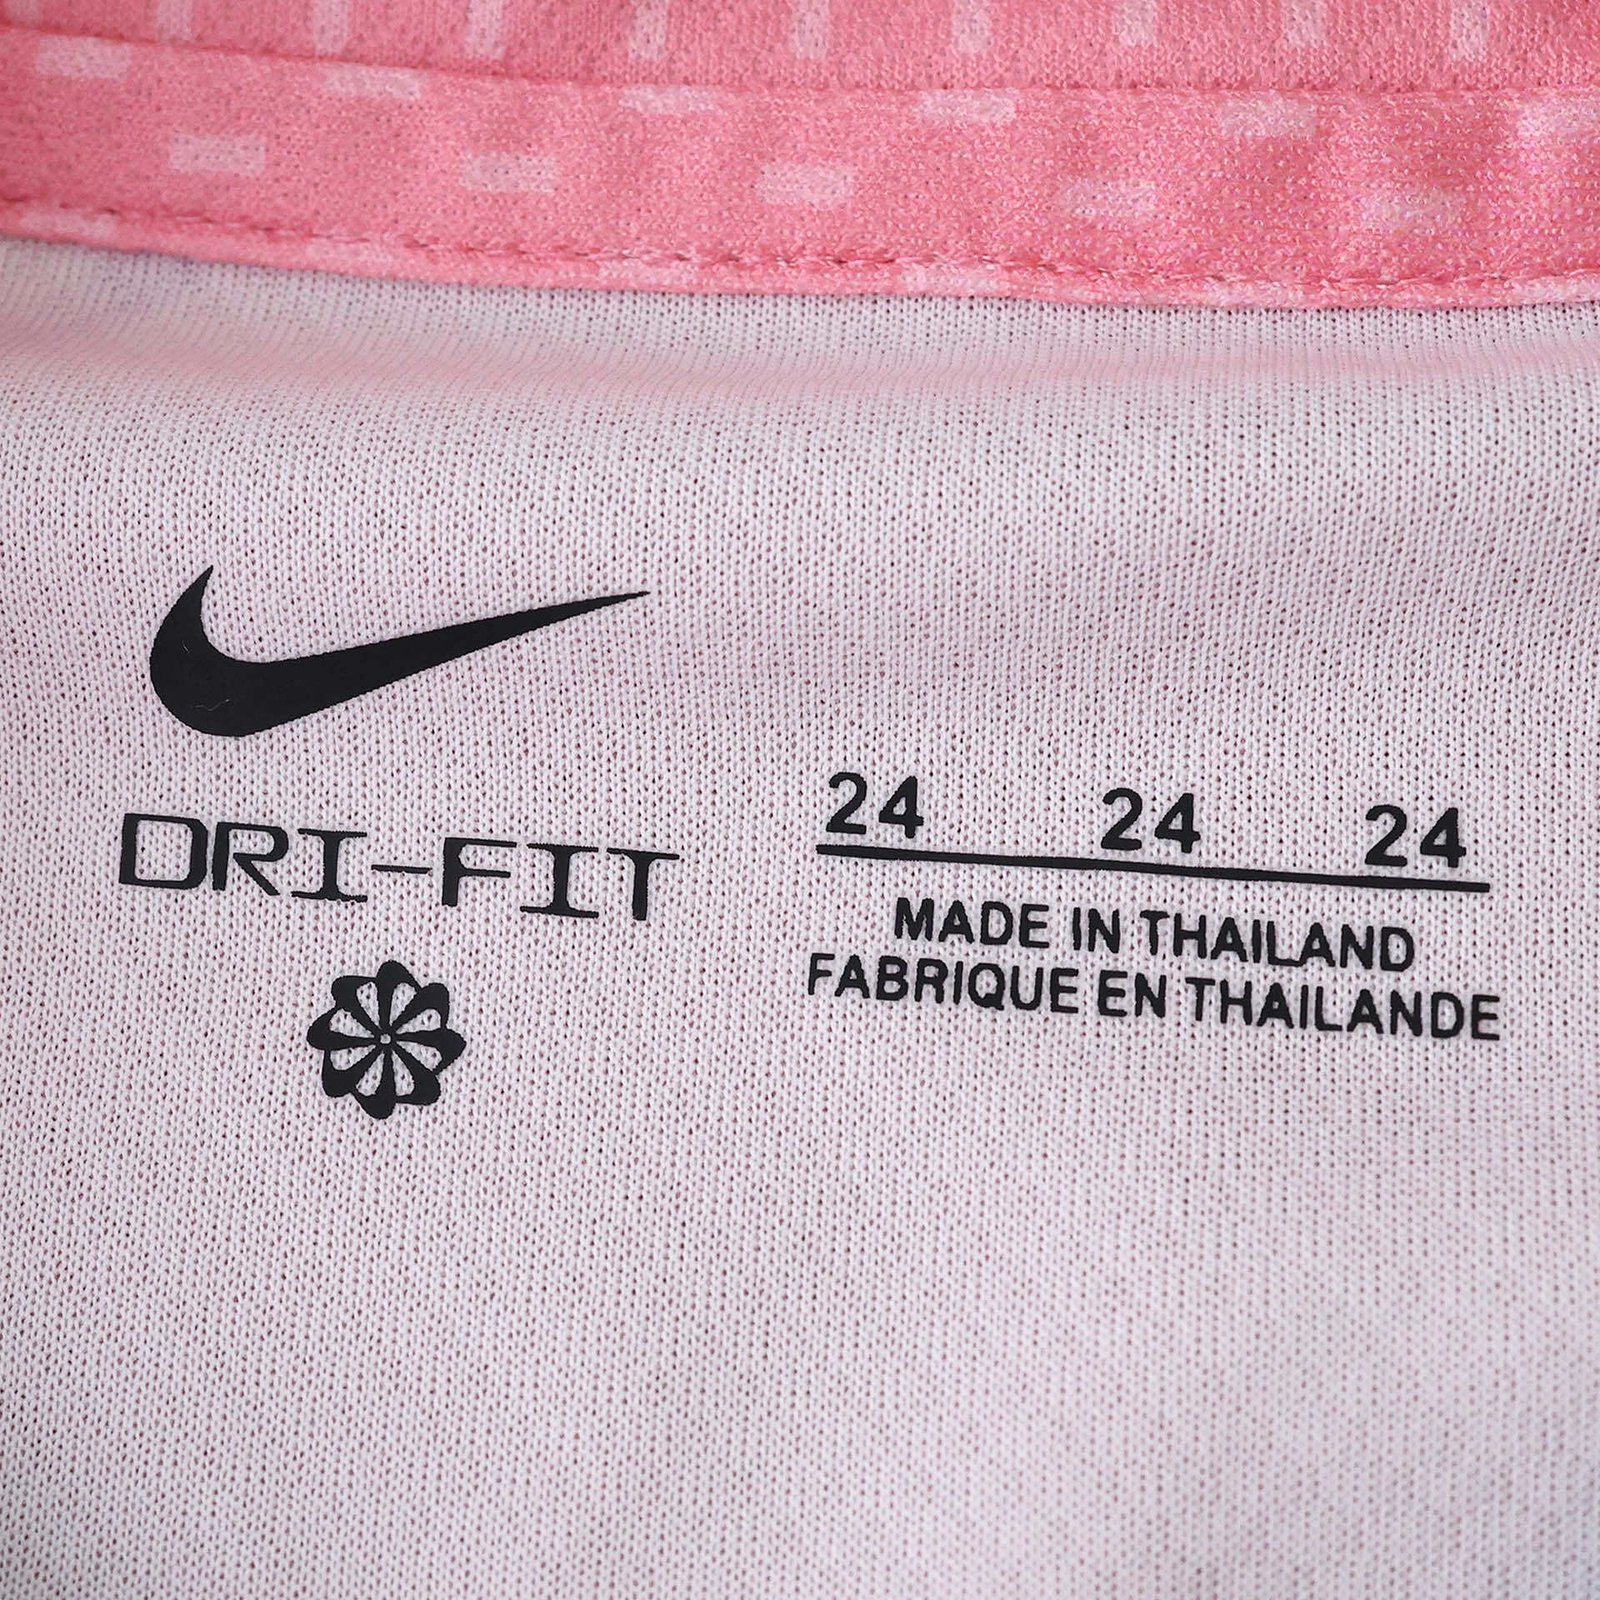 DRI-FIT
24 24 24
MADE IN THAILAND
FABRIQUE EN THAILANDE